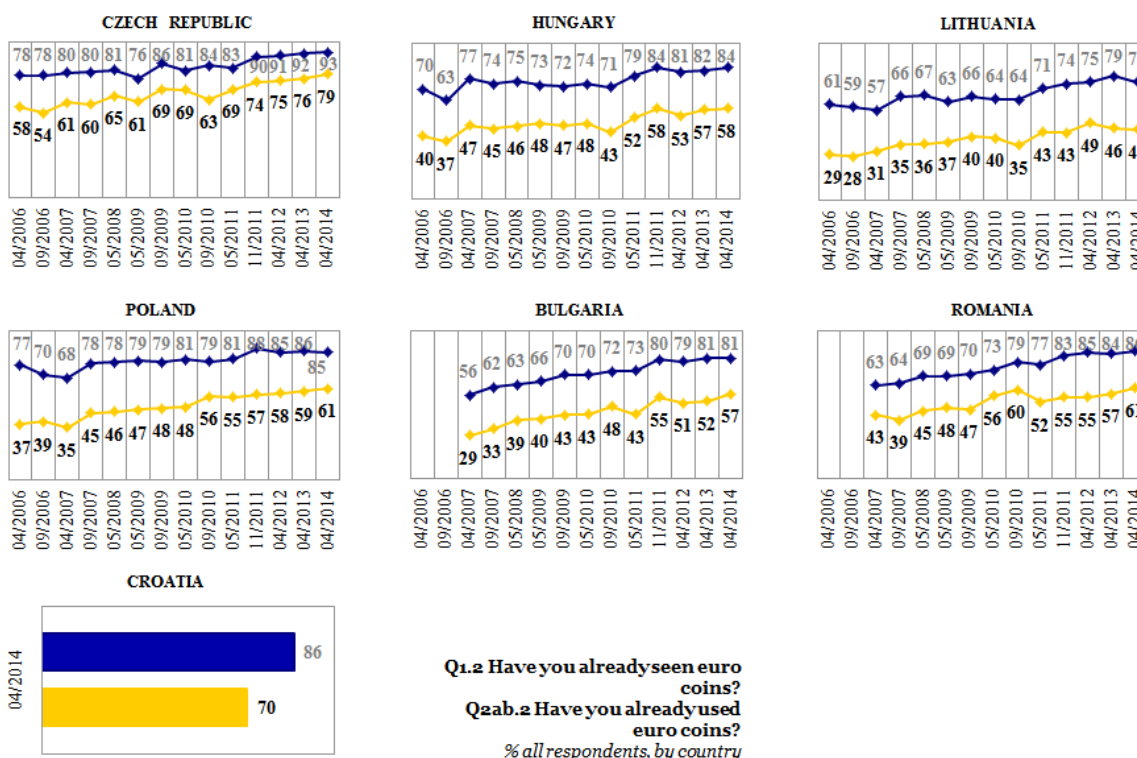 CZECH REPUBLIC
78 78 80 80 81 76 86 81 84 83 90 91 92 93
58 54 61 60 65 61 69 69 63 69 74 75 76 79
04/2006 09/2006 04/2007 09/2007 05/2008 05/2009 09/2009 05/2010 09/2010 05/2011 11/2011 04/2012 04/2013 04/2014
HUNGARY
70 63 77 74 75 73 72 74 71 79 84 81 82 84
40 37 47 45 46 48 47 48 43 52 58 53 57 58
04/2006 09/2006 04/2007 09/2007 05/2008 05/2009 09/2009 05/2010 09/2010 05/2011 11/2011 04/2012 04/2013 04/2014
LITHUANIA
61 59 57 66 67 63 66 64 64 71 74 75 79
29 28 31 35 36 37 40 40 35 43 43 49 46
04/2006 09/2006 04/2007 09/2007 05/2008 05/2009 09/2009 05/2010 09/2010 05/2011 11/2011 04/2012 04/2013 04/2014
POLAND
77 70 68 78 78 79 79 81 79 81 88 85 86 85
37 39 35 45 46 47 48 48 56 55 57 58 59 61
04/2006 09/2006 04/2007 09/2007 05/2008 05/2009 09/2009 05/2010 09/2010 05/2011 11/2011 04/2012 04/2013 04/2014
BULGARIA
56 62 63 66 70 70 72 73 80 79 81 81
29 33 39 40 43 43 48 43 55 51 52 57
04/2006 09/2006 04/2007 09/2007 05/2008 05/2009 09/2009 05/2010 09/2010 05/2011 11/2011 04/2012 04/2013 04/2014
ROMANIA
63 64 69 69 70 73 79 77 83 85 84
43 39 45 48 47 56 60 52 55 55 57
04/2006 09/2006 04/2007 09/2007 05/2008 05/2009 09/2009 05/2010 09/2010 05/2011 11/2011 04/2012 04/2013 04/2014
CROATIA
04/2014
86
70
Q1.2 Have you already seen euro
coins?
Q2ab.2 Have you already used
euro coins?
% all respondents, by country